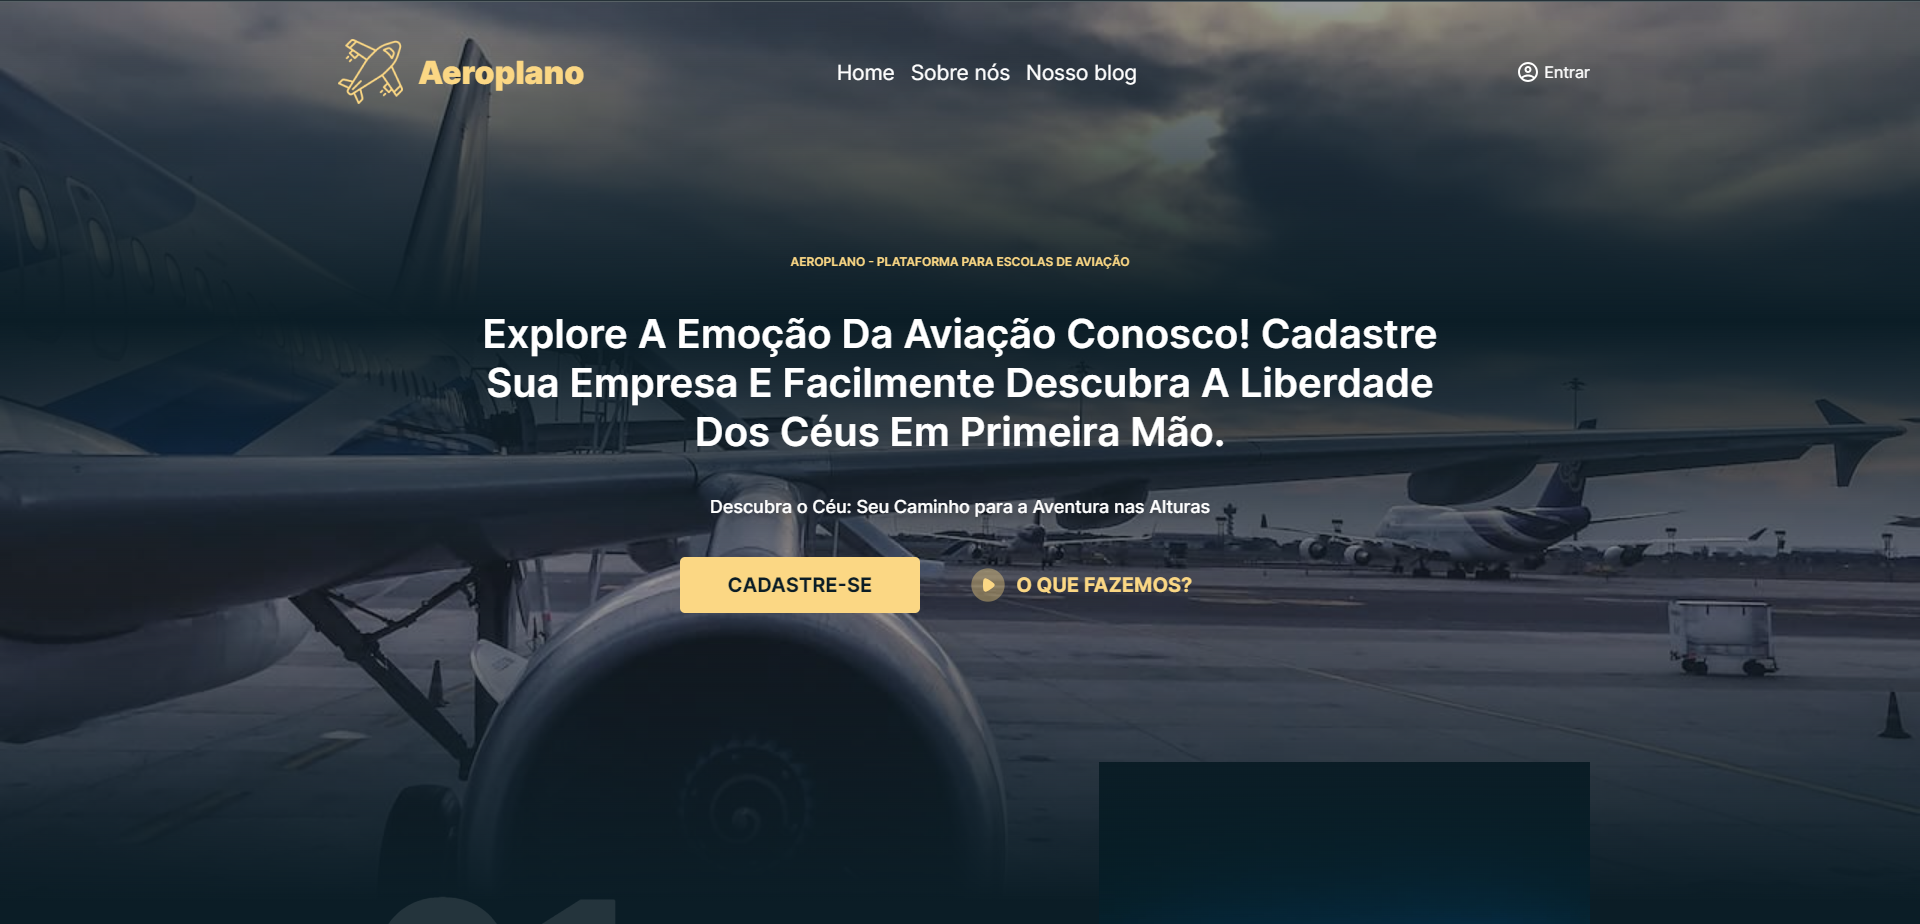 Aeroplano
Home Sobre nós Nosso blog
Entrar
AEROPLANO - PLATAFORMA PARA ESCOLAS DE AVIAÇÃO
Explore A Emoção Da Aviação Conosco! Cadastre
Sua Empresa E Facilmente Descubra A Liberdade
Dos Céus Em Primeira Mão.
Descubra o Céu: Seu Caminho para a Aventura nas Alturas
CADASTRE-SE
O QUE FAZEMOS?